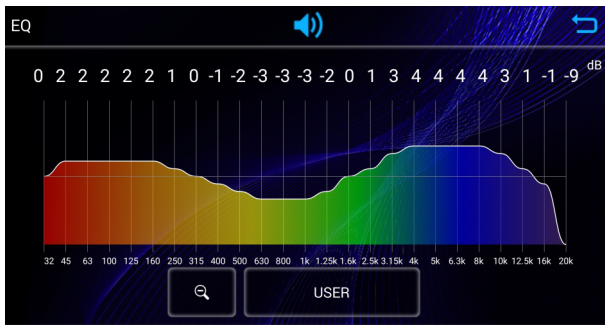 EQ
dB
0 2 2 2 2 2 1 0 -1 -2 -3 -3 -3 -2 0 1 3 4 4 4 4 3 1 -1 -9
32 45 63 100 125 160 250 315 400 500 630 800 1k 1.25k 1.6k 2.5k 3.15k 4k 5k 6.3k 8k 10k 12.5k 16k 20k
USER